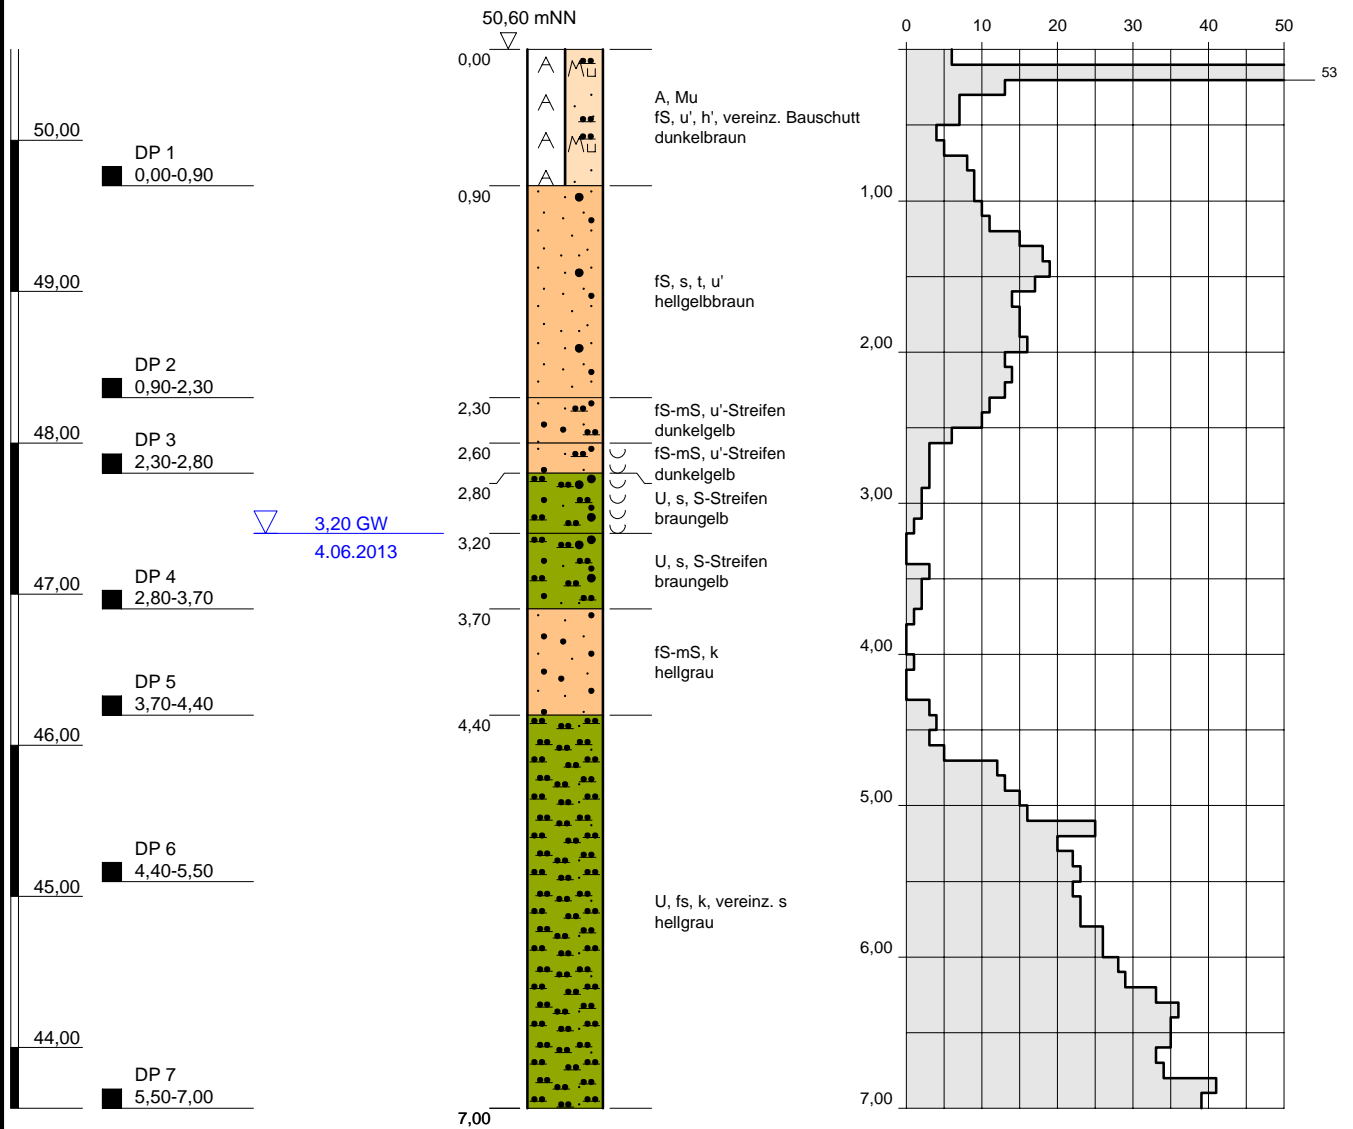 50,60 mNN
0 10 20 30 40 50
53
0,00
A, Mu
fS, u', h', vereinz. Bauschutt
dunkelbraun
50,00
DP 1
0,00-0,90
0,90
1,00
49,00
fS, s, t, u'
hellgelbbraun
2,00
DP 2
0,90-2,30
2,30
fS-mS, u'-Streifen
dunkelgelb
48,00
DP 3
2,30-2,80
2,60
fS-mS, u'-Streifen
dunkelgelb
2,80
U, s, S-Streifen
braungelb
3,00
3,20 GW
4.06.2013
3,20
U, s, S-Streifen
braungelb
47,00
DP 4
2,80-3,70
3,70
fS-mS, k
hellgrau
4,00
DP 5
3,70-4,40
4,40
46,00
5,00
DP 6
4,40-5,50
45,00
U, fs, k, vereinz. s
hellgrau
6,00
44,00
DP 7
5,50-7,00
7,00
7,00